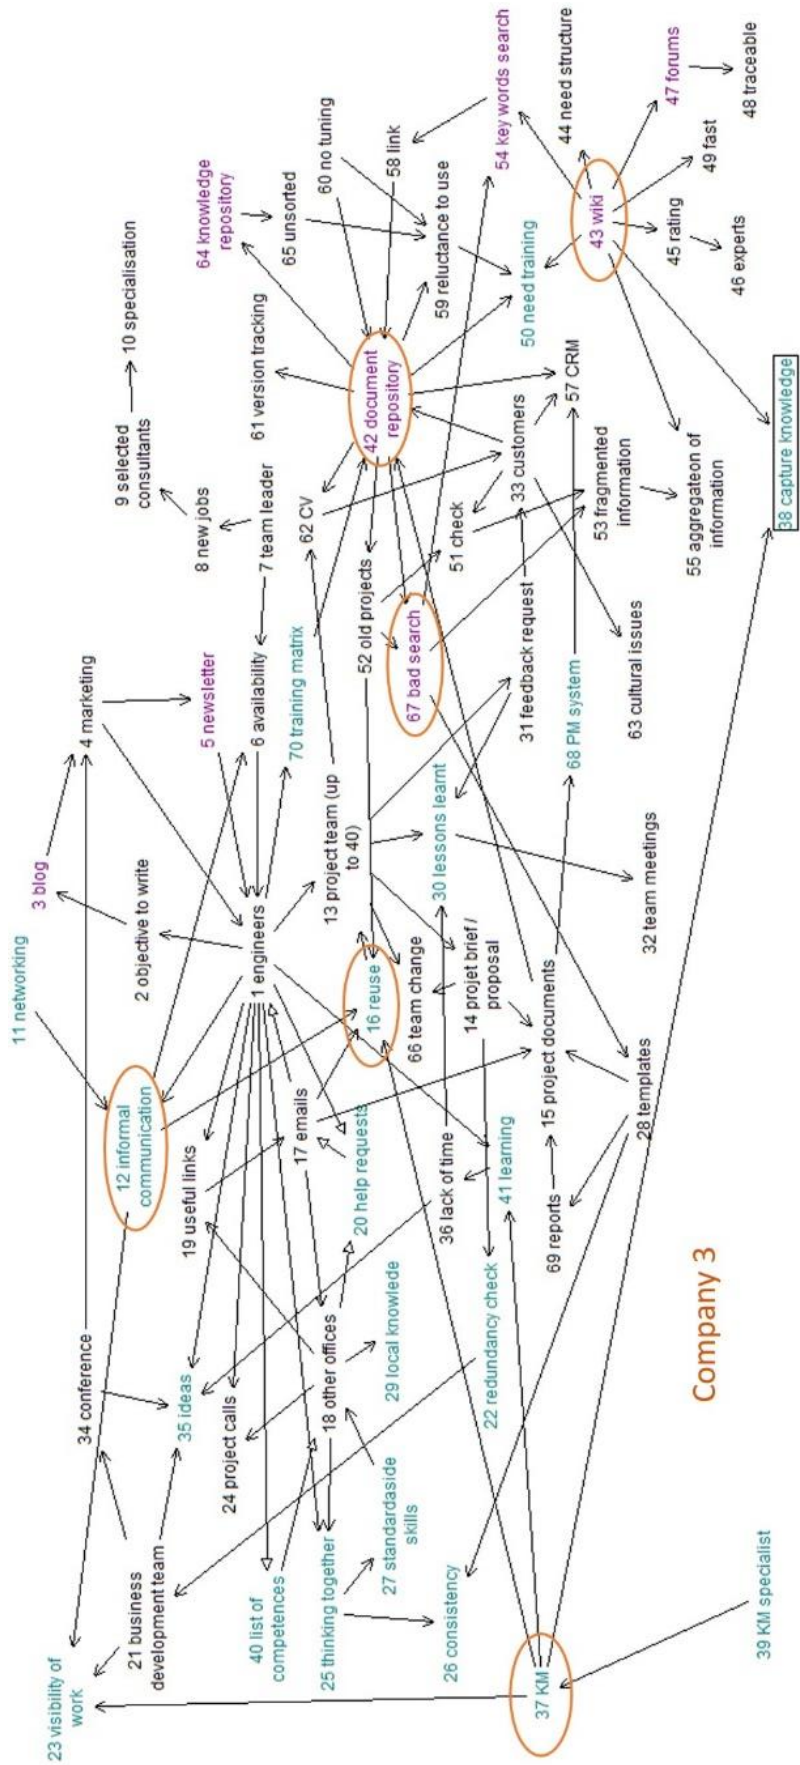 23 visibility of
work
21 business
development team
34 conference
12 informal
communication
11 networking
3 blog
2 objective to write
4 marketing
9 selected
consultants
10 specialisation
35 ideas
19 useful links
5 newsletter
8 new jobs
64 knowledge
repository
24 project calls
1 engineers
6 availability
7 team leader
61 version tracking
65 unsorted
40 list of
competences
17 emails
70 training matrix
62 CV
60 no tuning
25 thinking together
18 other offices
20 help requests
13 project team (up
to 40)
16 reuse
52 old projects
42 document
repository
58 link
27 standardaside
skills
29 local knowlede
66 team change
67 bad search
26 consistency
36 lack of time
30 lessons learnt
51 check
59 reluctance to use
14 projet brief /
proposal
22 redundancy check
41 learning
31 feedback request
33 customers
50 need training
54 key words search
37 KM
69 reports
15 project documents
68 PM system
57 CRM
44 need structure
53 fragmented
information
43 wiki
63 cultural issues
28 templates
32 team meetings
45 rating
47 forums
55 aggregateon of
information
49 fast
46 experts
48 traceable
39 KM specialist
38 capture knowledge
Company 3